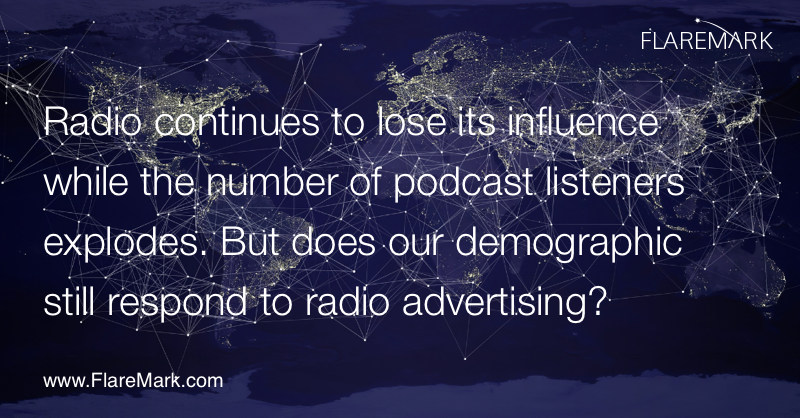 FLAREMARK
Radio continues to lose its influence
while the number of podcast listeners
explodes. But does our demographic
still respond to radio advertising?
www.FlareMark.com